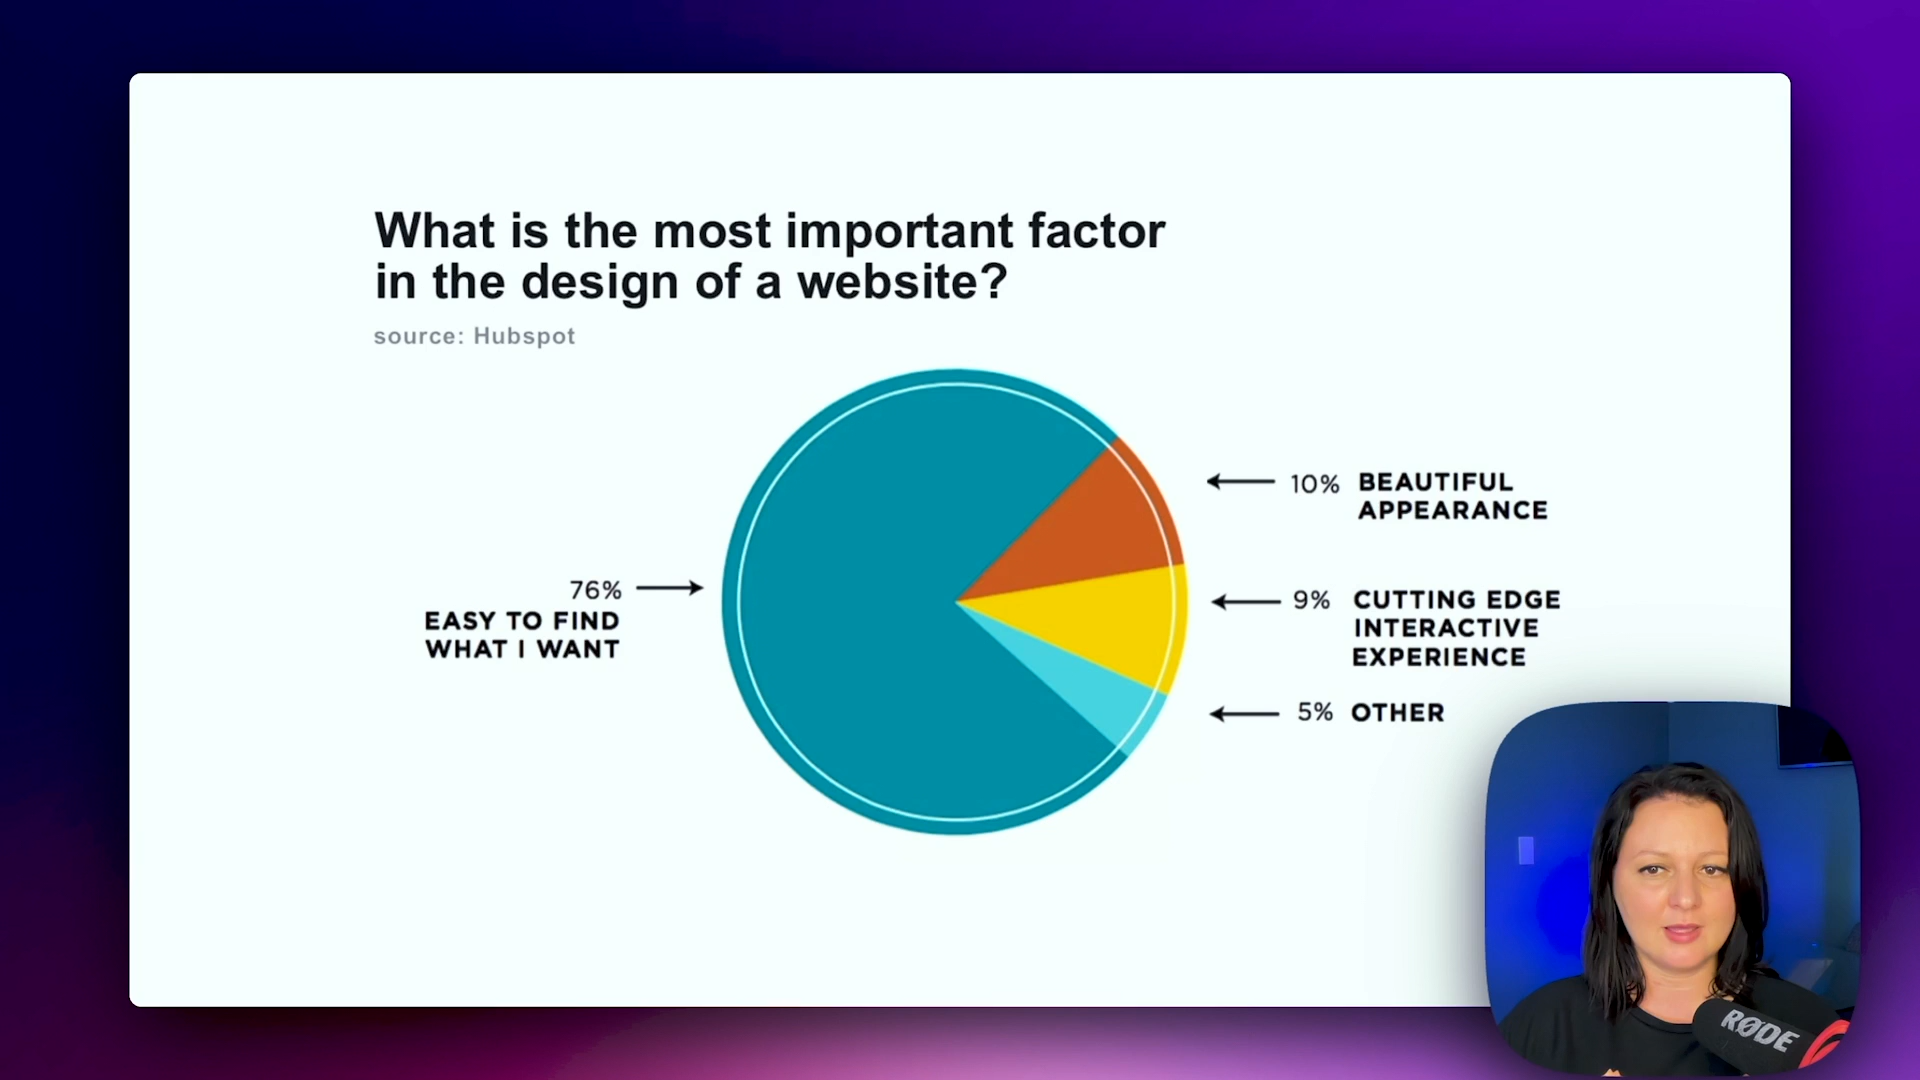 What is the most important factor
in the design of a website?
source: Hubspot
10% BEAUTIFUL
APPEARANCE
76%
EASY TO FIND
WHAT I WANT
9% CUTTING EDGE
INTERACTIVE
EXPERIENCE
5% OTHER
RØDE